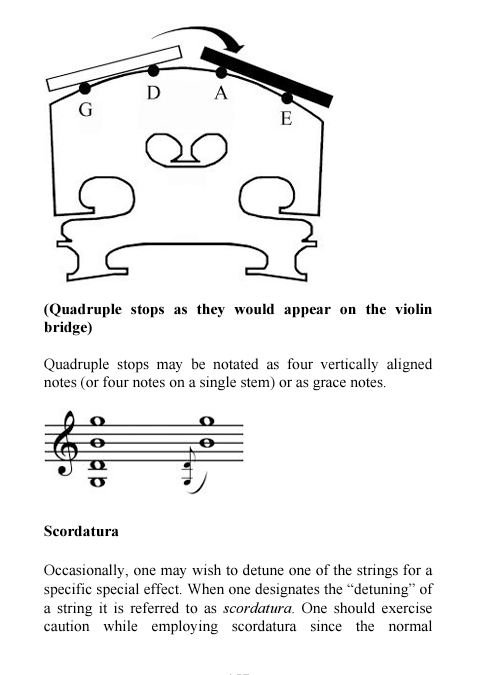 G D A E
(Quadruple stops as they would appear on the violin
bridge)
Quadruple stops may be notated as four vertically aligned
notes (or four notes on a single stem) or as grace notes.
Scordatura
Occasionally, one may wish to detune one of the strings for a
specific special effect. When one designates the “detuning” of
a string it is referred to as scordatura. One should exercise
caution while employing scordatura since the normal